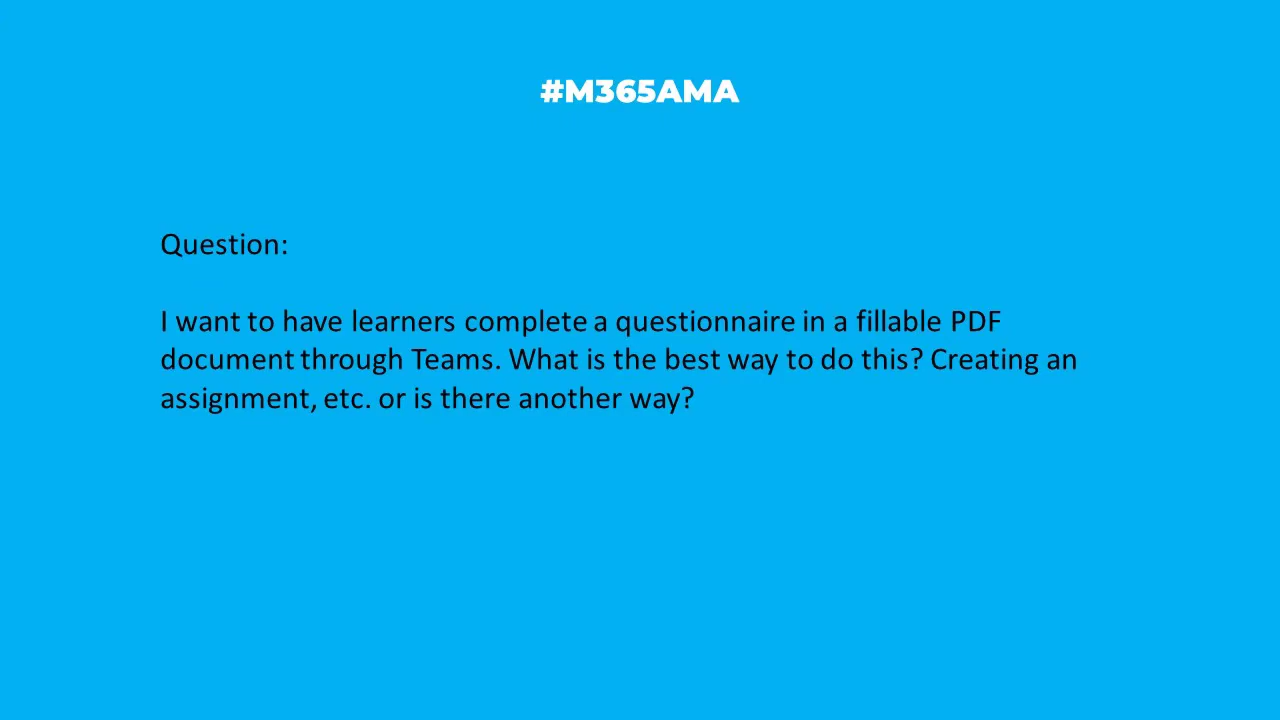 #M365AMA
Question:
I want to have learners complete a questionnaire in a fillable PDF
document through Teams. What is the best way to do this? Creating an
assignment, etc. or is there another way?